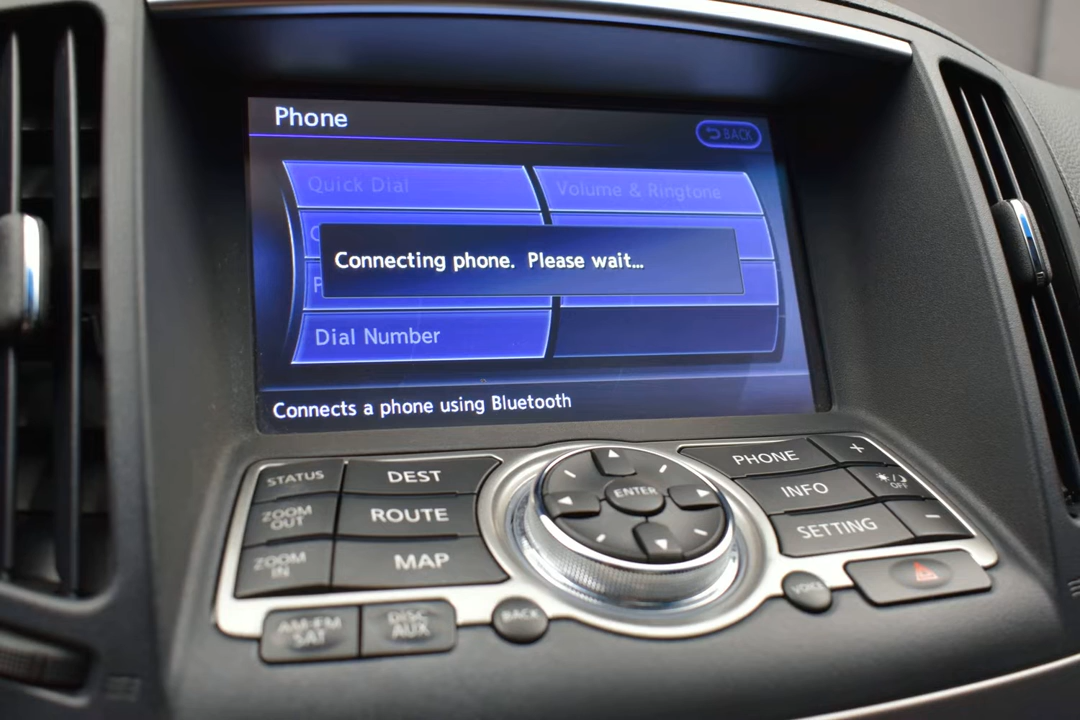 Phone
BACK
Quick Dial
Volume & Ringtone
C
P
Connecting phone. Please wait...
Dial Number
Connects a phone using Bluetooth
STATUS
DEST
PHONE
+
ZOOM
OUT
ROUTE
ENTER
INFO
OFF
ZOOM
IN
MAP
SETTING
-
AM·FM
SAT
DISC
AUX
BACK
VOICE